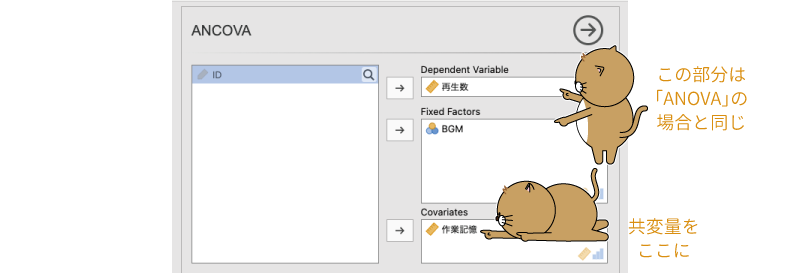 ANCOVA
ID
Dependent Variable
再生数
Fixed Factors
BGM
Covariates
作業記憶
この部分は
「ANOVA」の
場合と同じ
共変量を
ここに